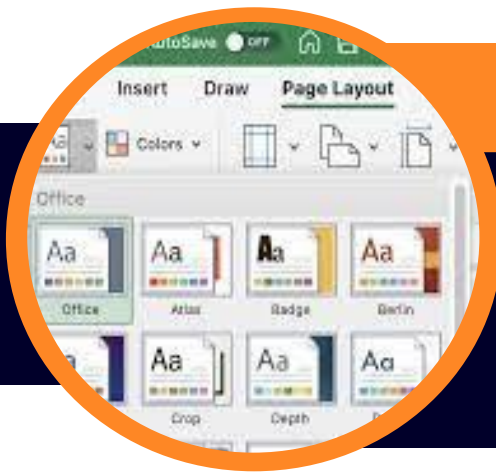 AutoSave OFF
Insert Draw Page Layout
Aa Colors
Office
Aa Aa Aa Aa
Office Atlas Badge Berlin
Aa Aa Aa
Crop Depth